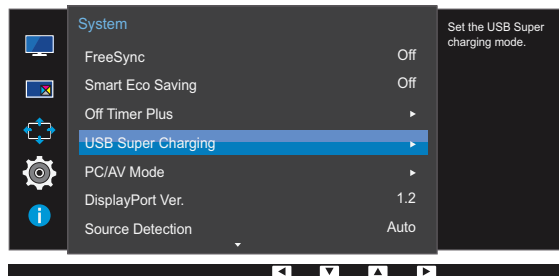 System
FreeSync Off
Smart Eco Saving Off
Off Timer Plus
USB Super Charging
PC/AV Mode
DisplayPort Ver. 1.2
Source Detection Auto
Set the USB Super
charging mode.